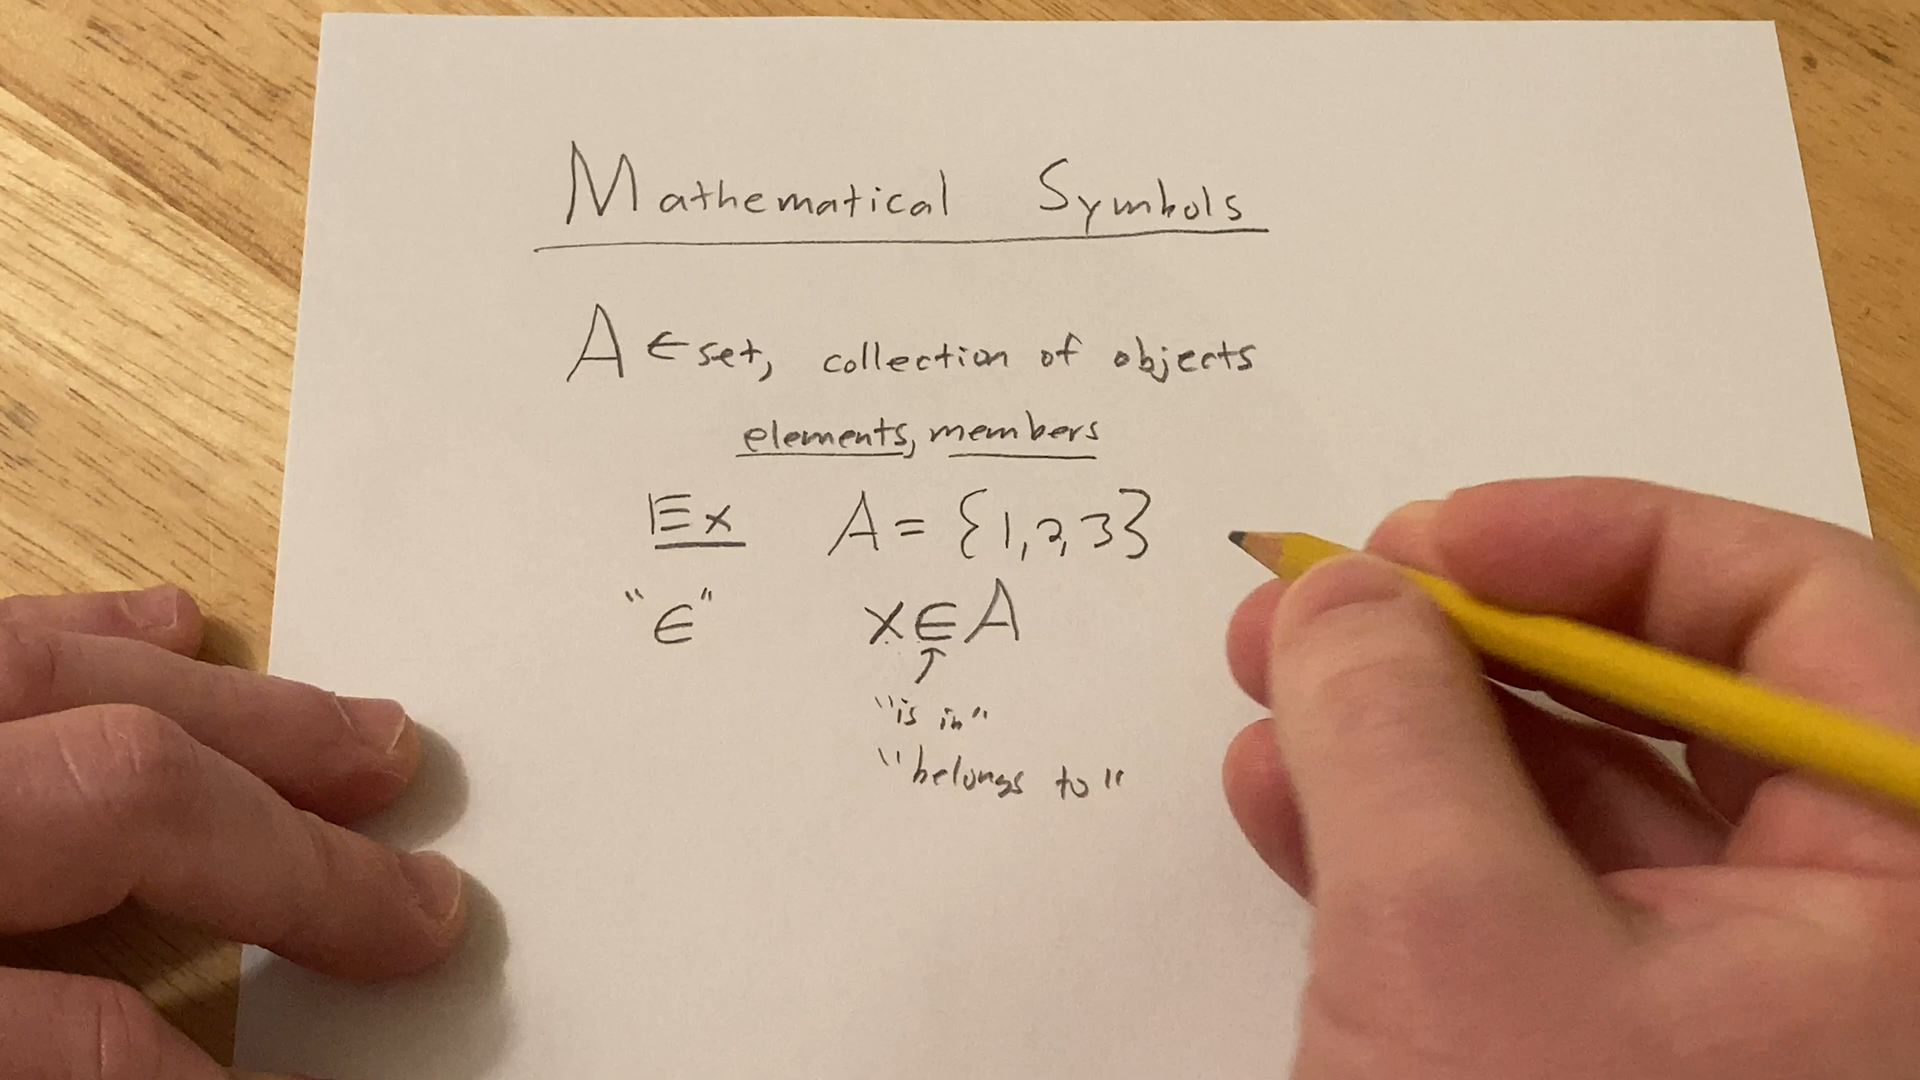 Mathematical Symbols
A ← set, collection of objects
elements, members
Ex A = {1,2,3}
"∈" x∈A
↑
"is in"
"belongs to"